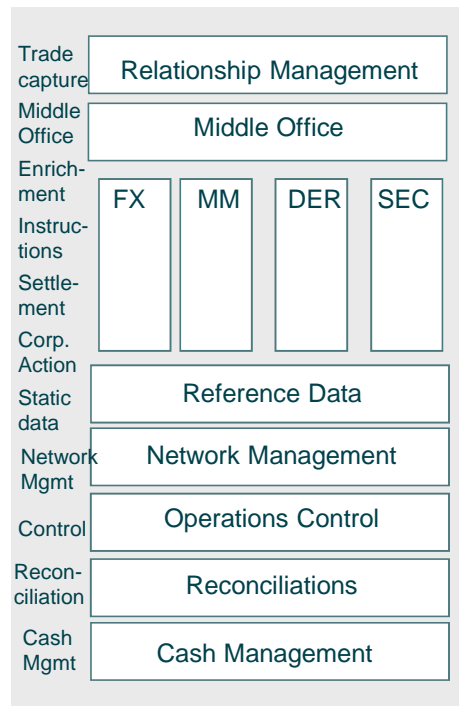 Trade
capture
Relationship Management
Middle
Office
Middle Office
Enrich-
ment
FX MM DER SEC
Instruc-
tions
Settle-
ment
Corp.
Action
Reference Data
Static
data
Network
Mgmt
Network Management
Control
Operations Control
Recon-
ciliation
Reconciliations
Cash
Mgmt
Cash Management